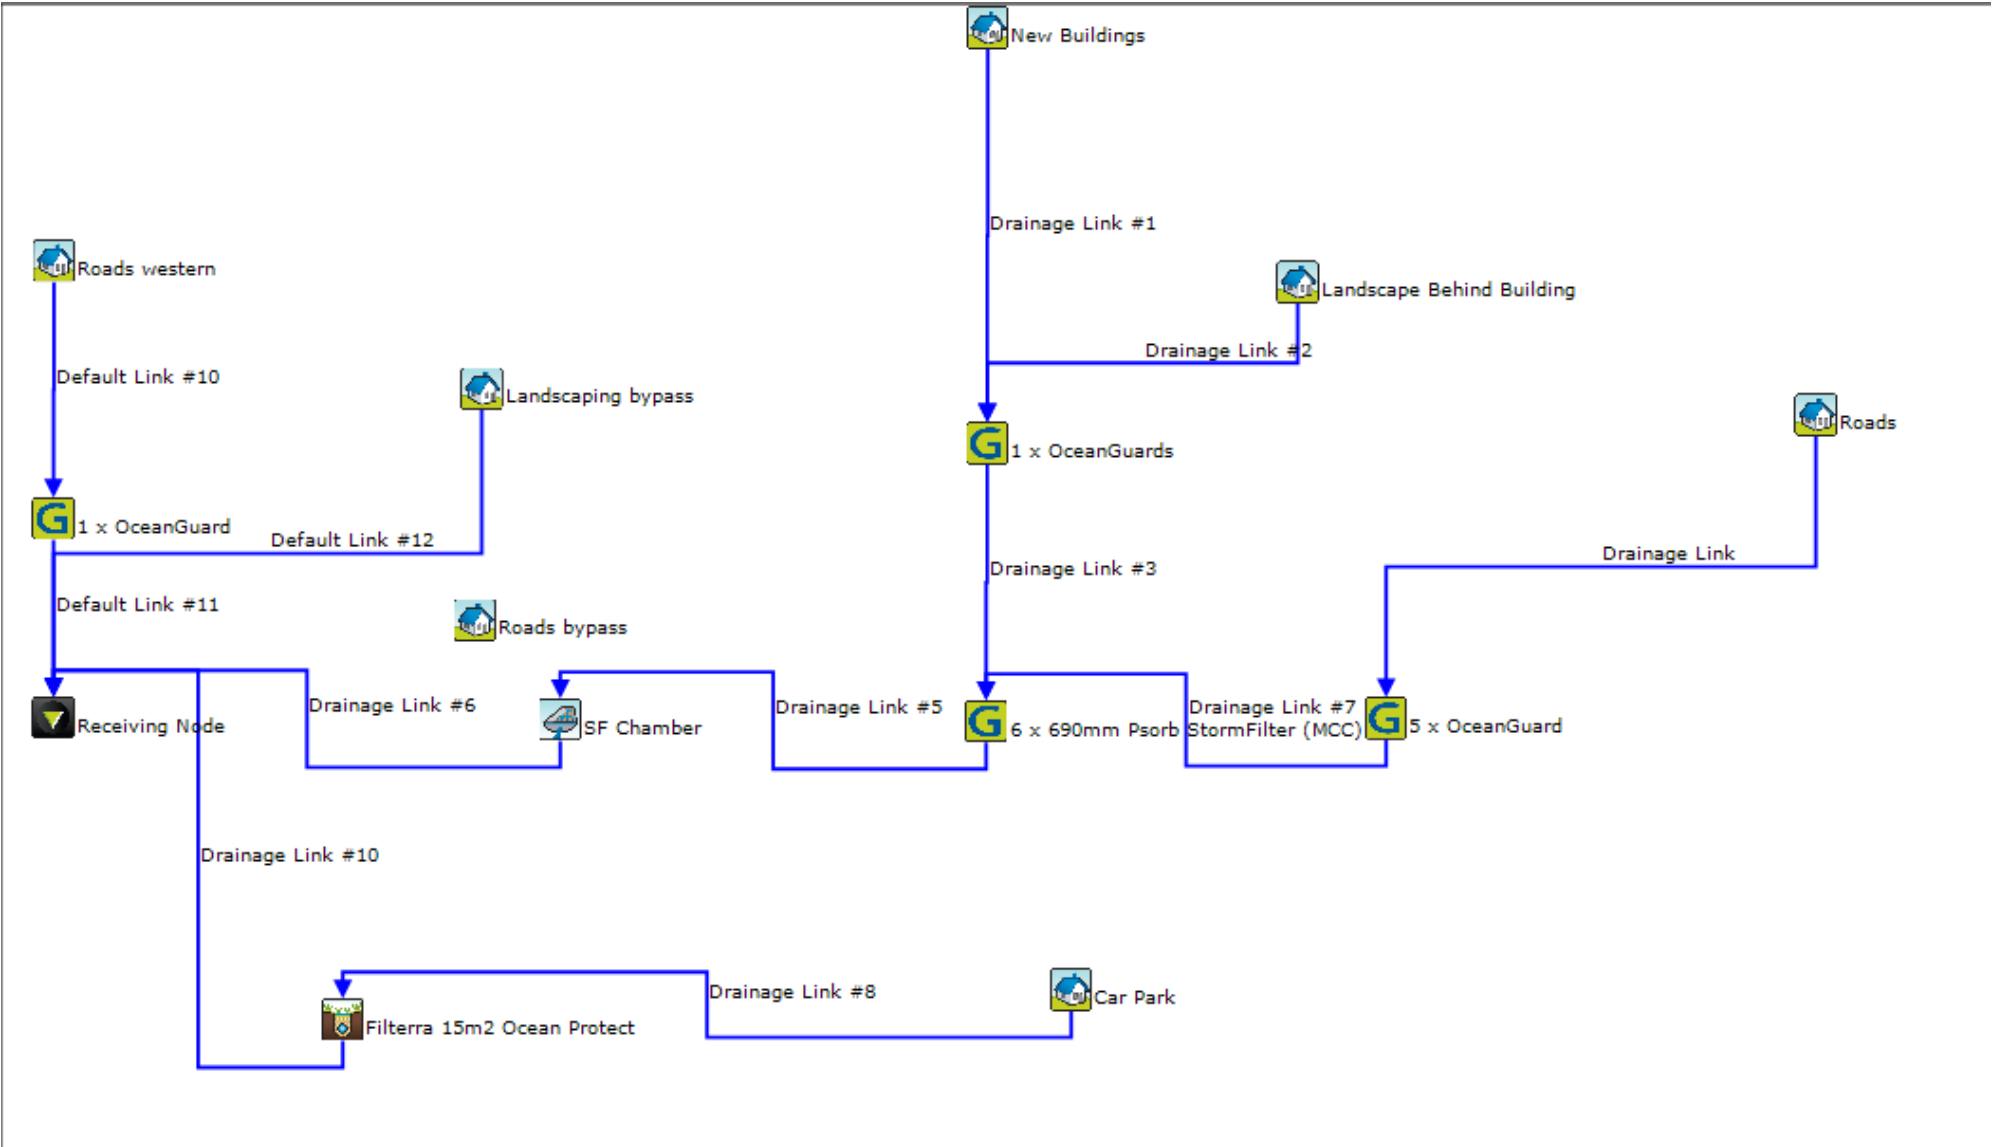 New Buildings
Drainage Link #1
Roads western
Landscape Behind Building
Drainage Link #2
Default Link #10
Landscaping bypass
Roads
1 x OceanGuards
1 x OceanGuard
Default Link #12
Drainage Link
Drainage Link #3
Default Link #11
Roads bypass
Drainage Link #6
Drainage Link #5
Drainage Link #7
Receiving Node
SF Chamber
6 x 690mm Psorb StormFilter (MCC)
5 x OceanGuard
Drainage Link #10
Drainage Link #8
Car Park
Filterra 15m2 Ocean Protect